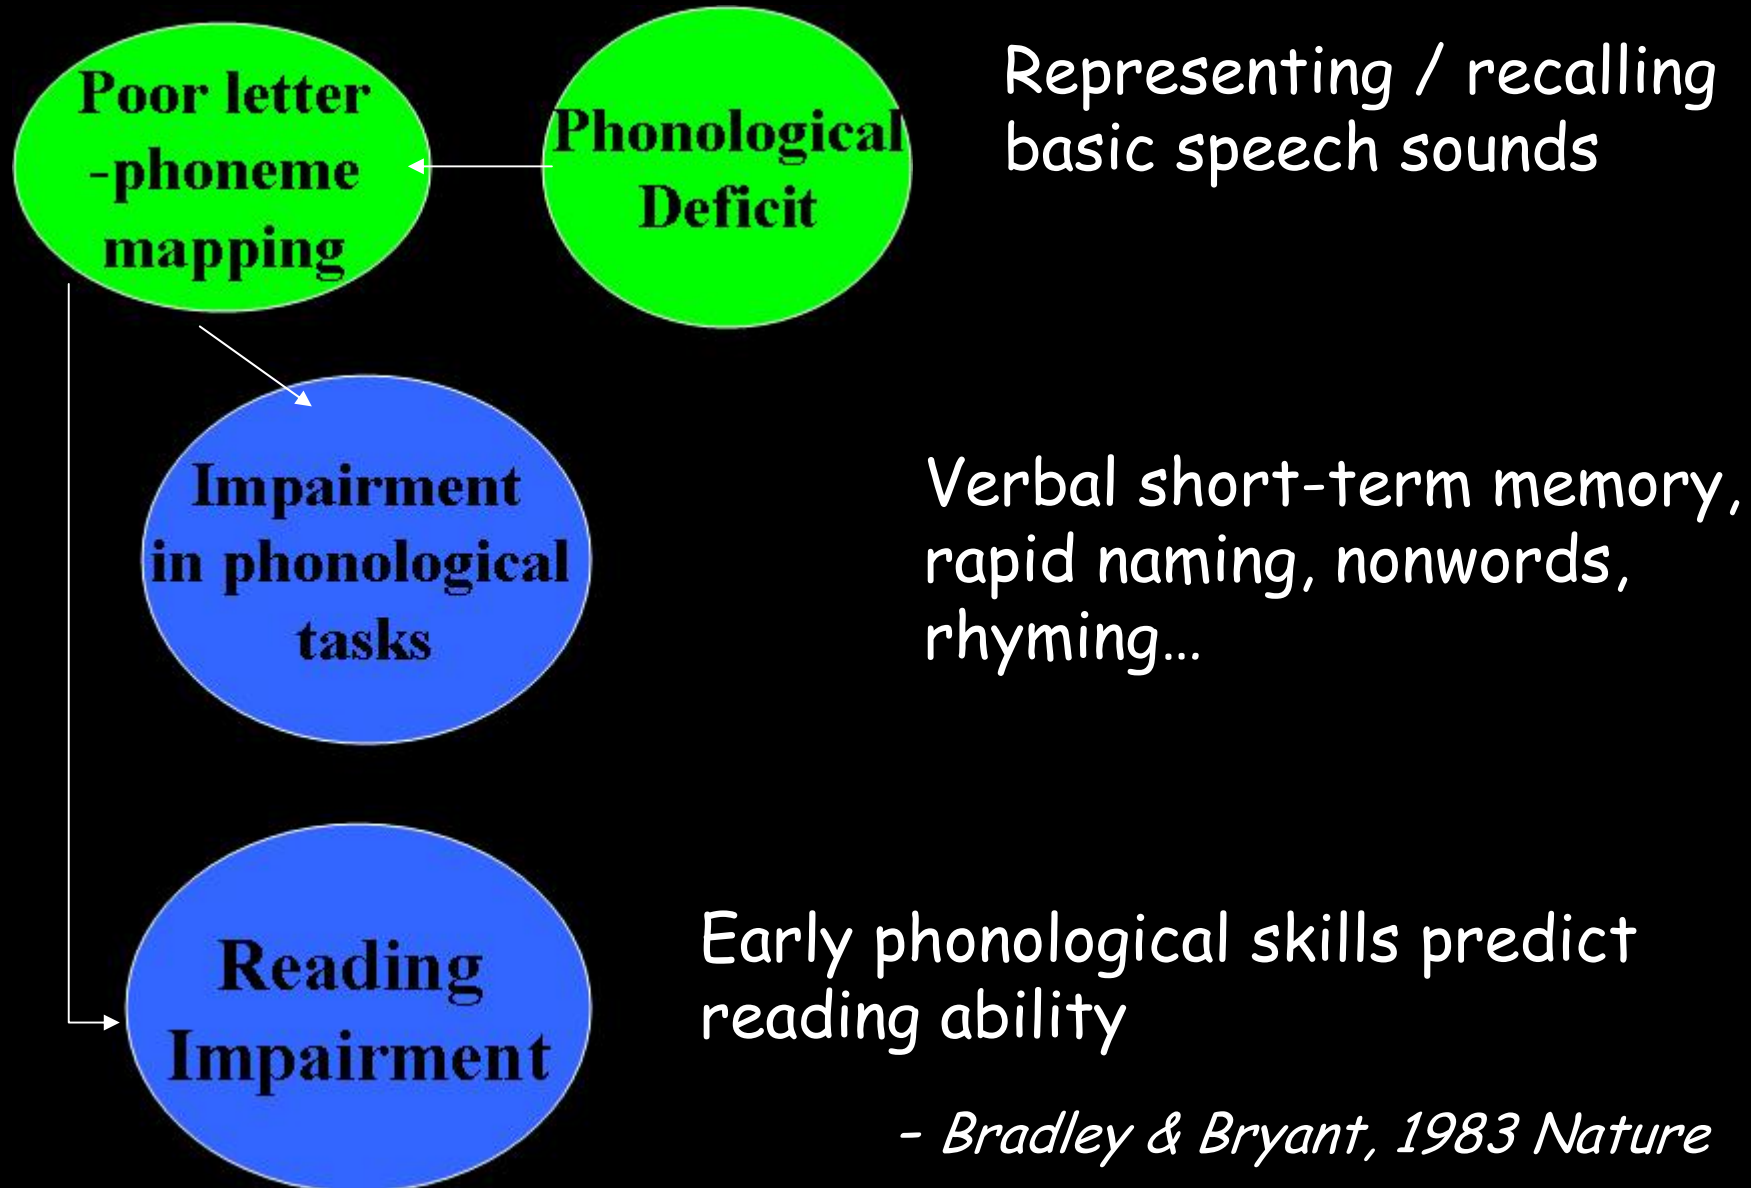 Poor letter
-phoneme
mapping
Phonological
Deficit
Representing / recalling
basic speech sounds
Impairment
in phonological
tasks
Verbal short-term memory,
rapid naming, nonwords,
rhyming...
Reading
Impairment
Early phonological skills predict
reading ability
- Bradley & Bryant, 1983 Nature